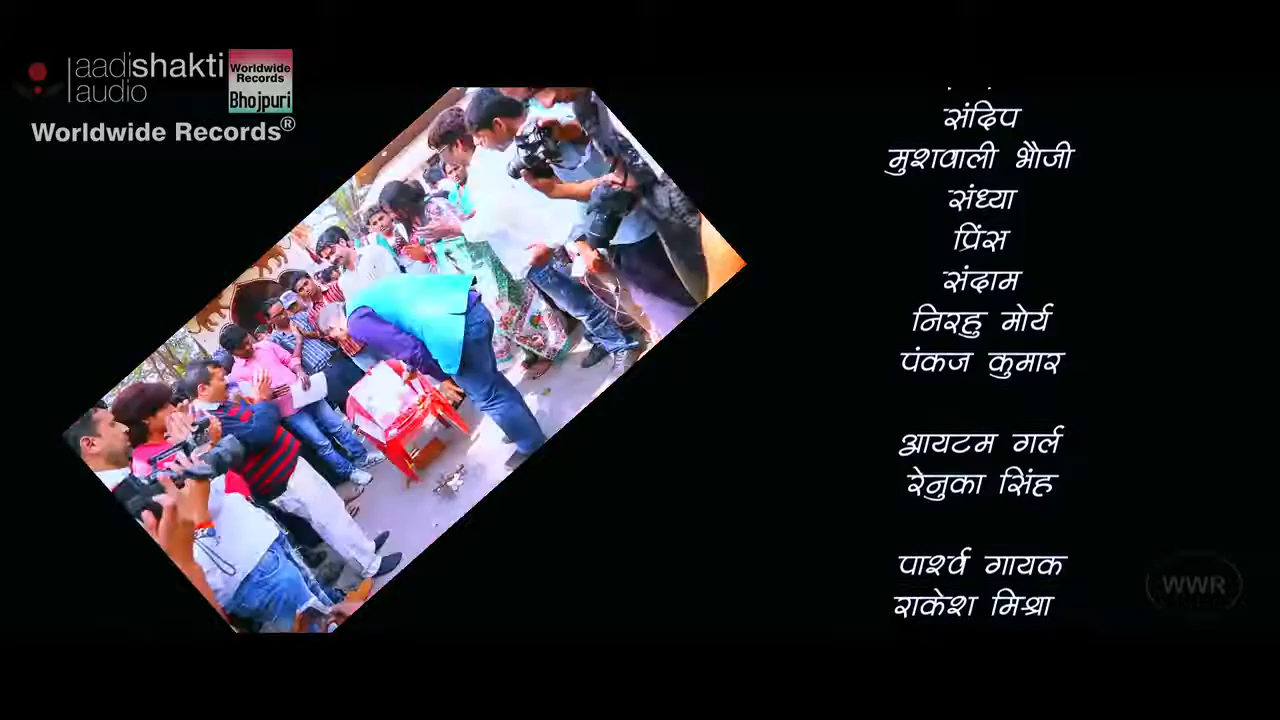 aadishakti
audio
Worldwide
Records
Bhojpuri
Worldwide Records®
संदिप
मुशवाली भौजी
संध्या
प्रिंस
संदाम
निरहु मोर्य
पंकज कुमार
आयटम गर्ल
रेनुका सिंह
पार्श्व गायक
राकेश मिश्रा
WWR